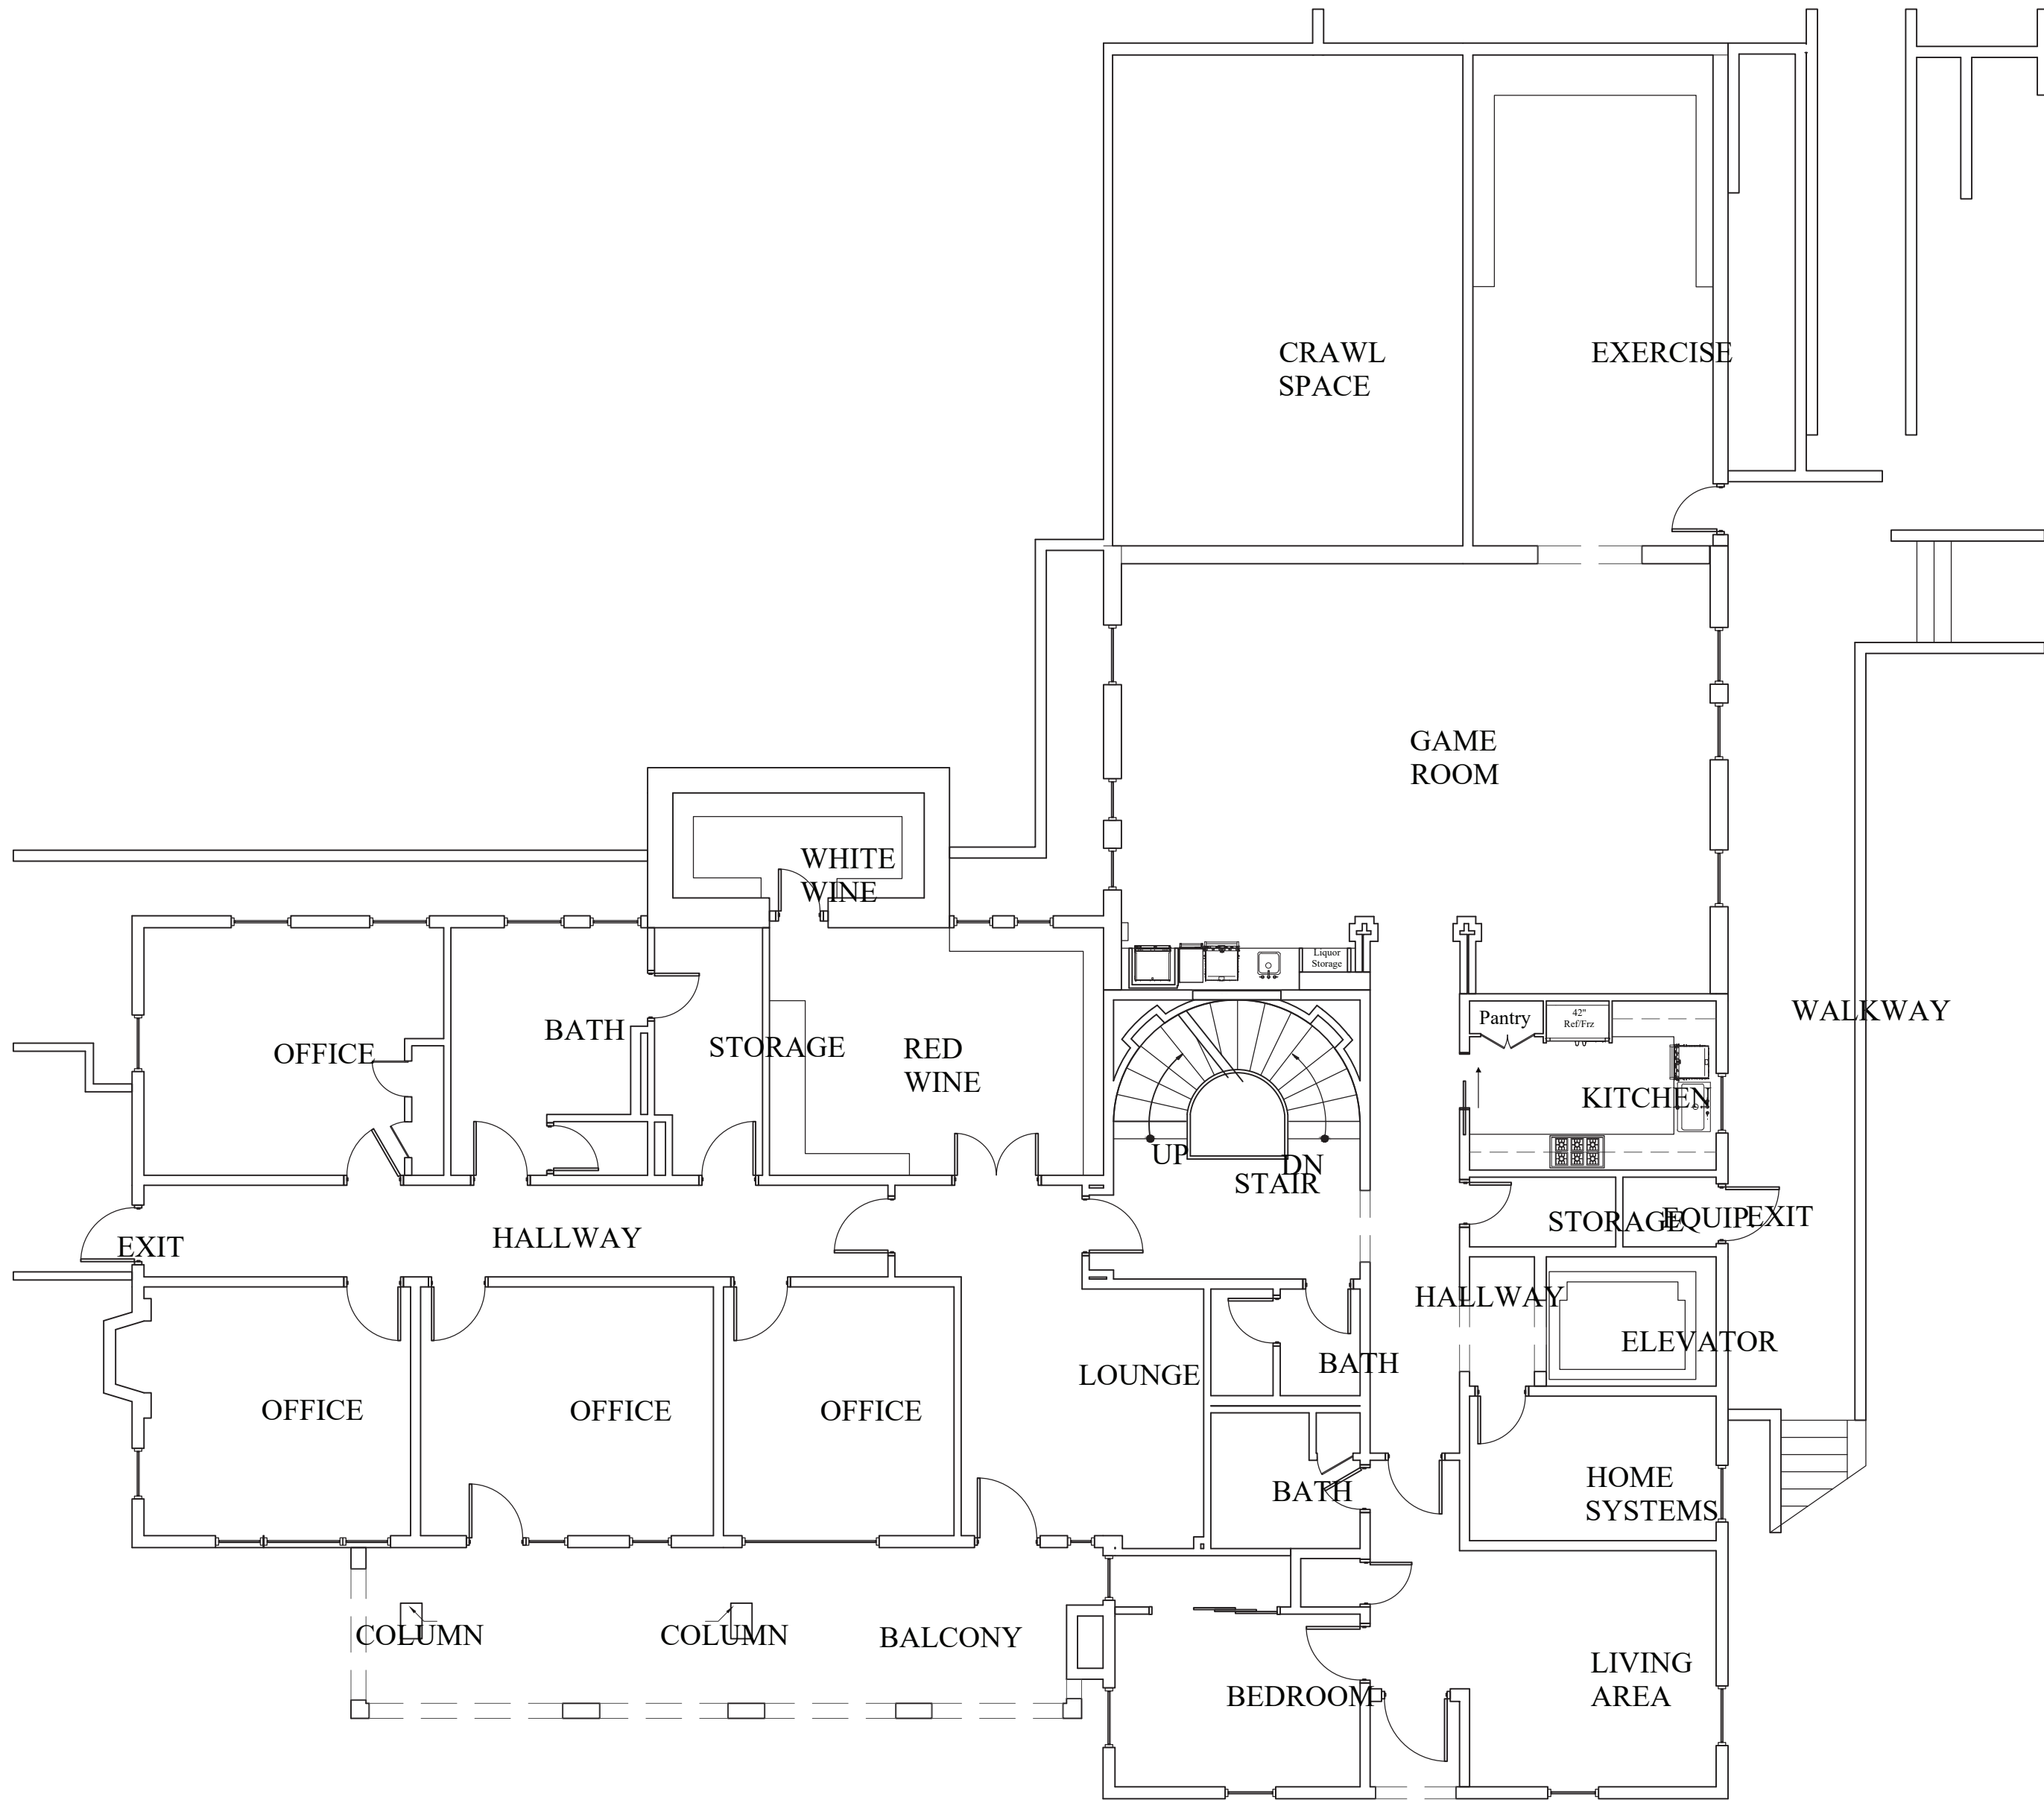 CRAWL
SPACE
EXERCISE
GAME
ROOM
WHITE
WINE
Liquor
Storage
Pantry
42"
Ref/Frz
WALKWAY
OFFICE
BATH
STORAGE
RED
WINE
KITCHEN
UP
DN
STAIR
EXIT
HALLWAY
STORAGE
EQUIP.
EXIT
HALLWAY
ELEVATOR
OFFICE
OFFICE
OFFICE
LOUNGE
BATH
BATH
HOME
SYSTEMS
COLUMN
COLUMN
BALCONY
BEDROOM
LIVING
AREA